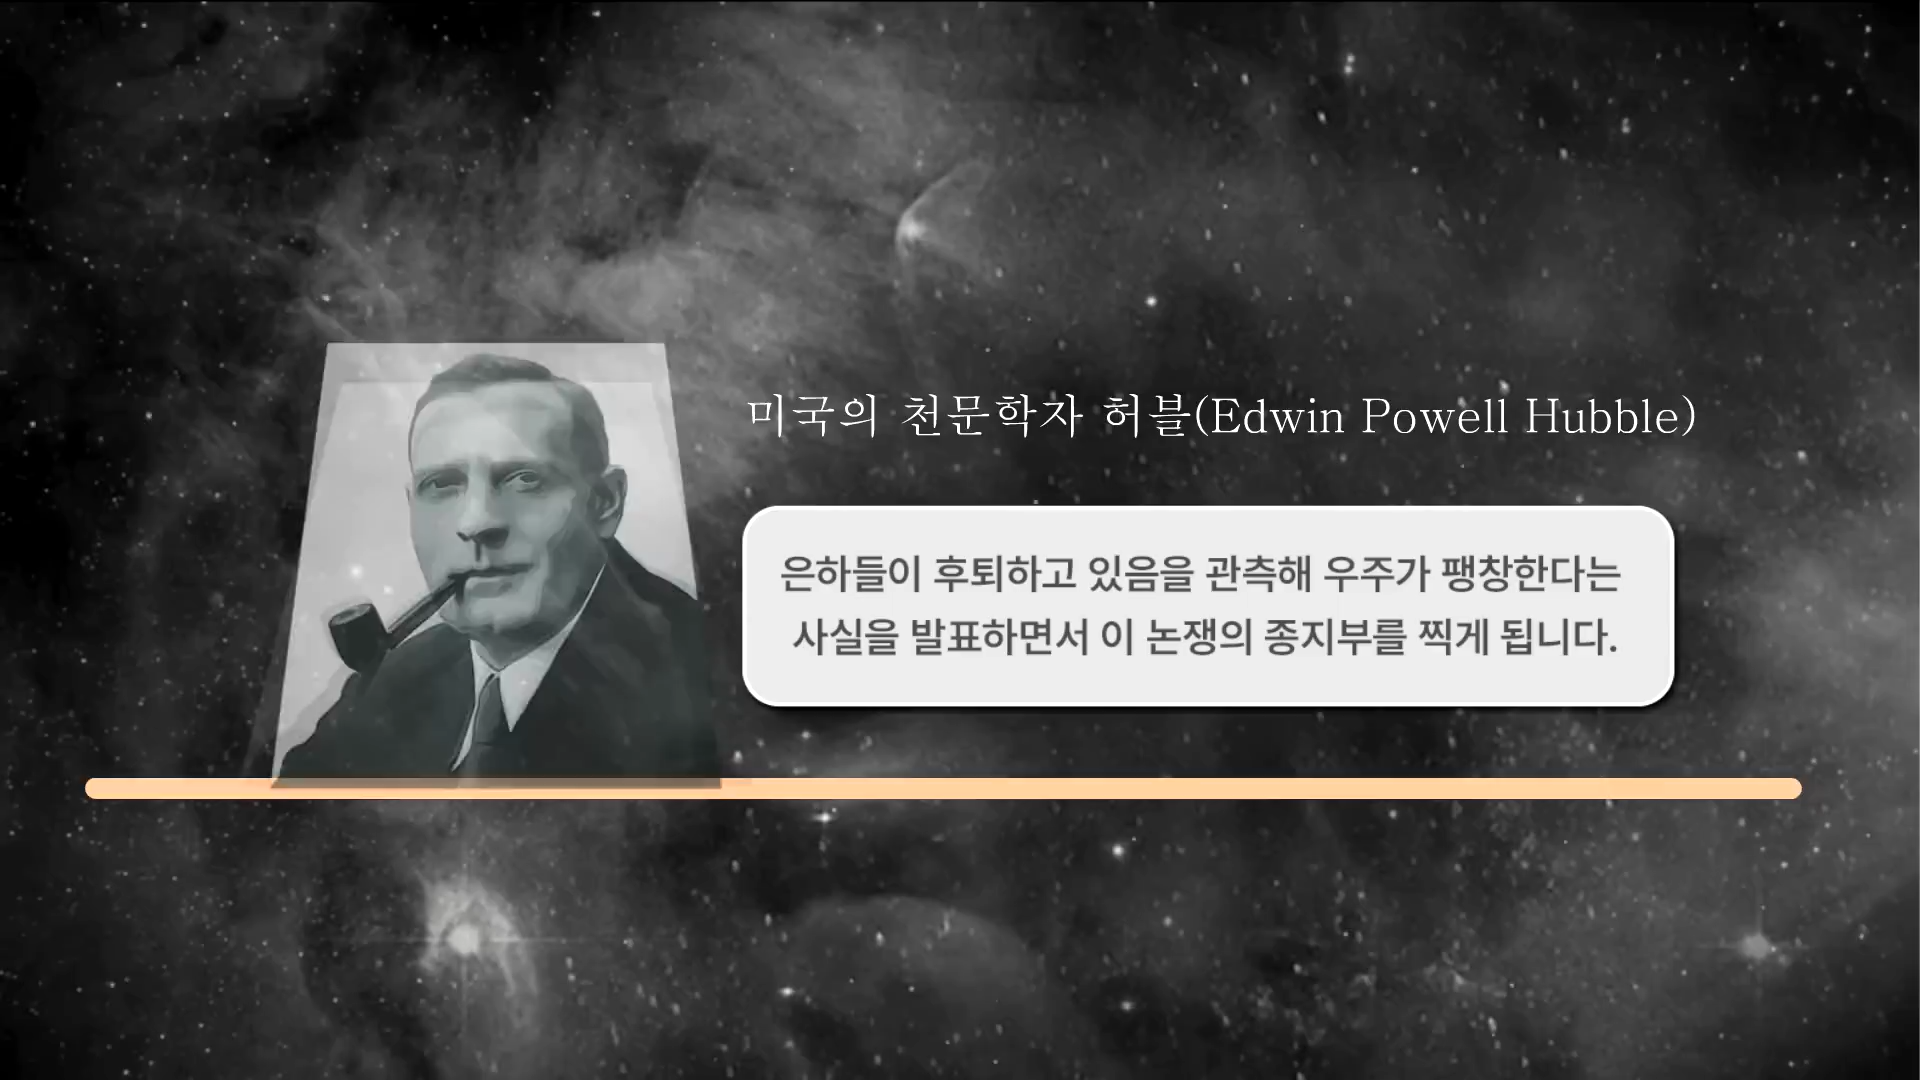 미국의 천문학자 허블(Edwin Powell Hubble)
은하들이 후퇴하고 있음을 관측해 우주가 팽창한다는
사실을 발표하면서 이 논쟁의 종지부를 찍게 됩니다.